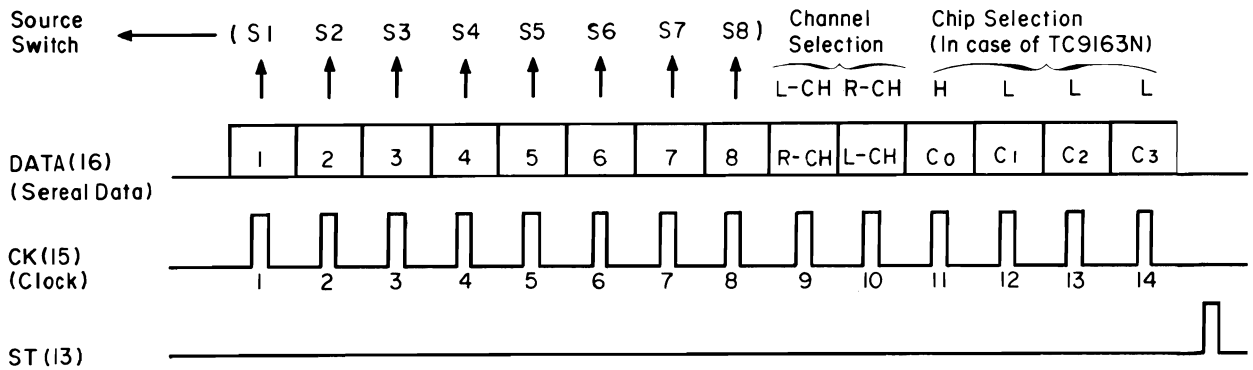 Source Switch
( S1 S2 S3 S4 S5 S6 S7 S8 )
Channel Selection
Chip Selection
(In case of TC9163N)
L-CH R-CH H L L L
DATA(16)
(Sereal Data)
1 2 3 4 5 6 7 8 R-CH L-CH C0 C1 C2 C3
CK(15)
(Clock)
1 2 3 4 5 6 7 8 9 10 11 12 13 14
ST(13)